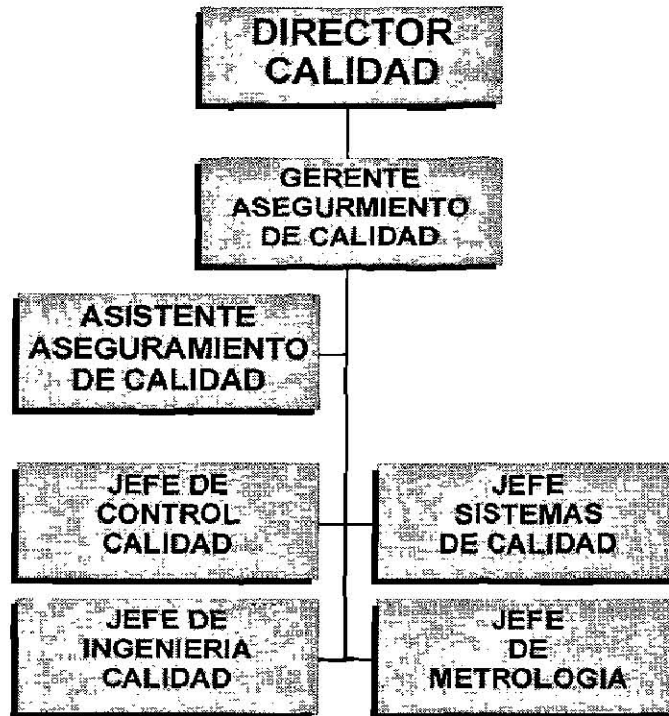 DIRECTOR
CALIDAD
GERENTE
ASEGURMIENTO
DE CALIDAD
ASISTENTE
ASEGURAMIENTO
DE CALIDAD
JEFE DE
CONTROL
CALIDAD
JEFE
SISTEMAS
DE CALIDAD
JEFE DE
INGENIERIA
CALIDAD
JEFE
DE
METROLOGIA